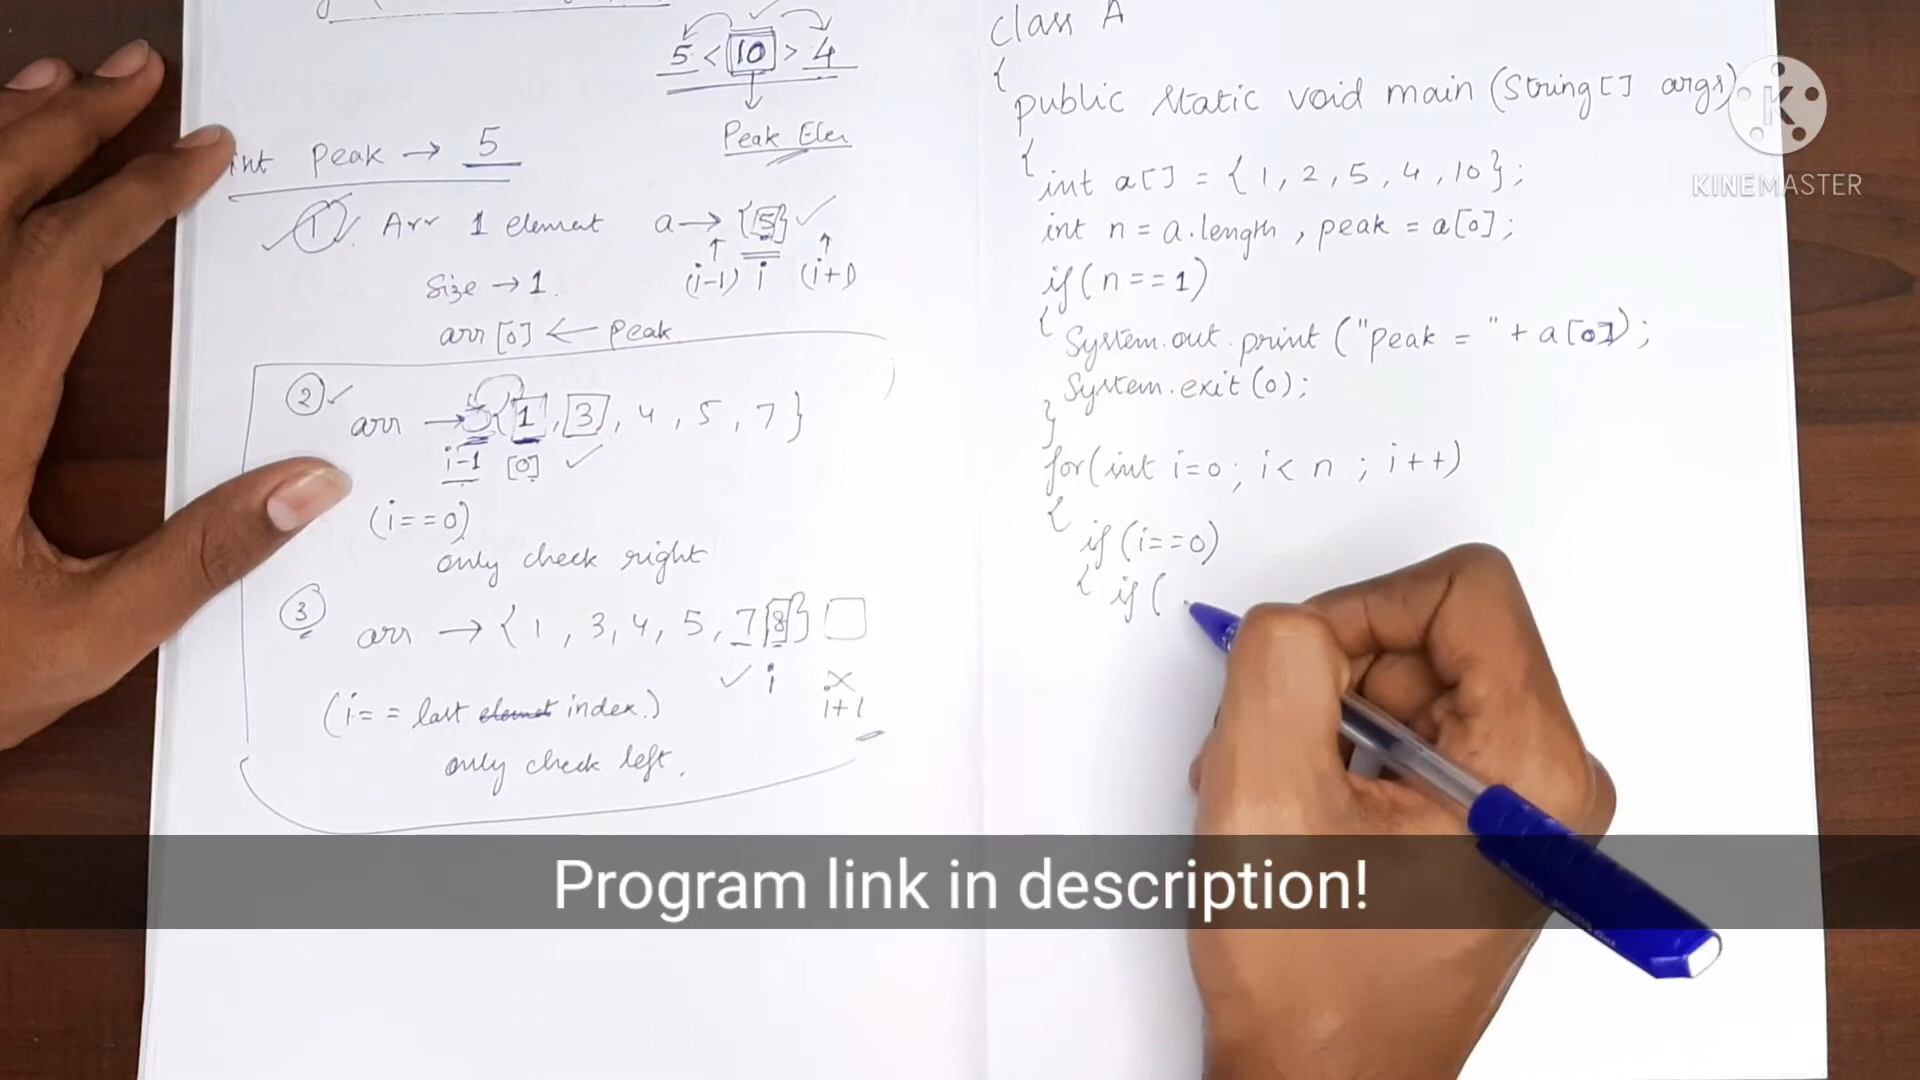 5 < 10 > 4
Peak Ele
int Peak → 5
① Arr 1 element a → {5} ✓
↑ ↑
(i-1) i (i+1)
Size → 1.
arr [0] ← Peak
② ✓
arr → { 1 , 3 , 4 , 5 , 7 }
i-1 [0] ✓
(i==0)
only check right
③
arr → { 1 , 3 , 4 , 5 , 7 8 }
✓ i ×
i+1
(i== last element index.)
only check left.
class A
{
public static void main (String[] args)
{
int a[] = { 1 , 2 , 5 , 4 , 10 } ;
int n = a.length , peak = a[0] ;
if ( n == 1 )
{
System.out.print ("peak = " + a[0]) ;
System.exit (0) ;
}
for (int i=0 ; i< n ; i++)
{
if (i==0)
{ if (
KINEMASTER
Program link in description!